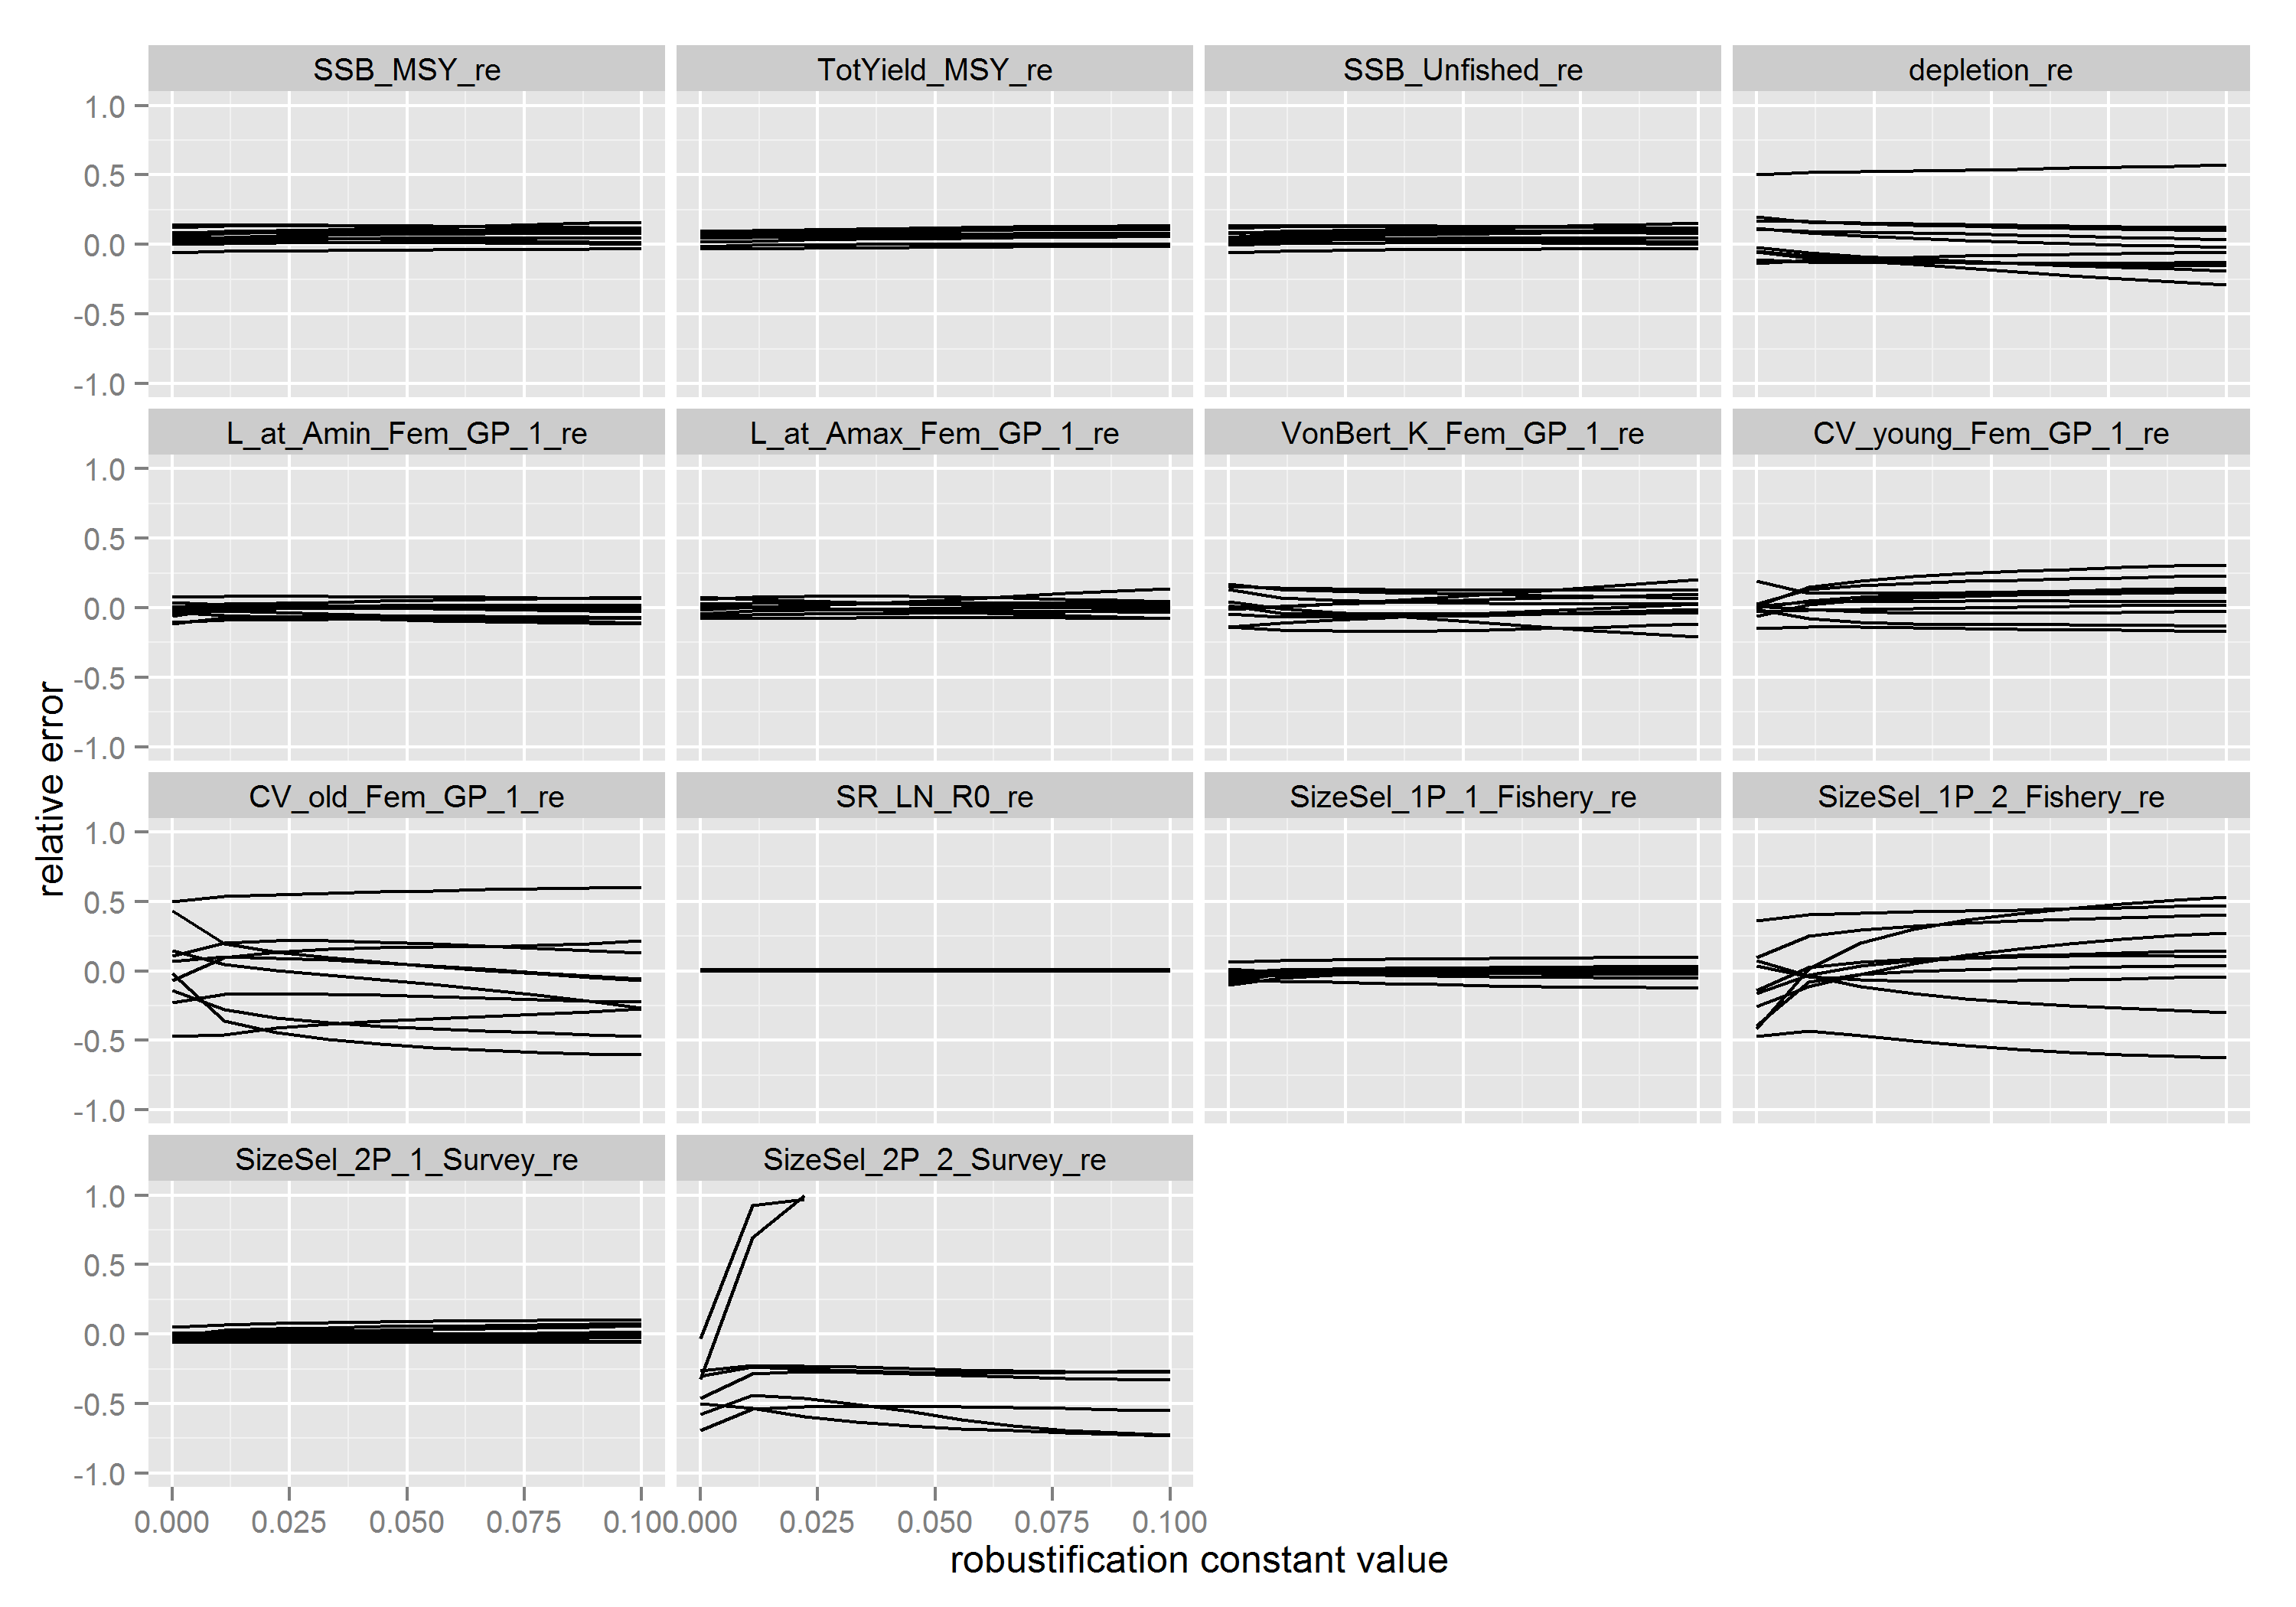 SSB_MSY_re TotYield_MSY_re SSB_Unfished_re depletion_re
1.0
0.5
0.0
-0.5
-1.0
L_at_Amin_Fem_GP_1_re L_at_Amax_Fem_GP_1_re VonBert_K_Fem_GP_1_re CV_young_Fem_GP_1_re
1.0
0.5
0.0
-0.5
-1.0
relative error
CV_old_Fem_GP_1_re SR_LN_R0_re SizeSel_1P_1_Fishery_re SizeSel_1P_2_Fishery_re
1.0
0.5
0.0
-0.5
-1.0
SizeSel_2P_1_Survey_re SizeSel_2P_2_Survey_re
1.0
0.5
0.0
-0.5
-1.0
0.000 0.025 0.050 0.075 0.100 0.000 0.025 0.050 0.075 0.100
robustification constant value